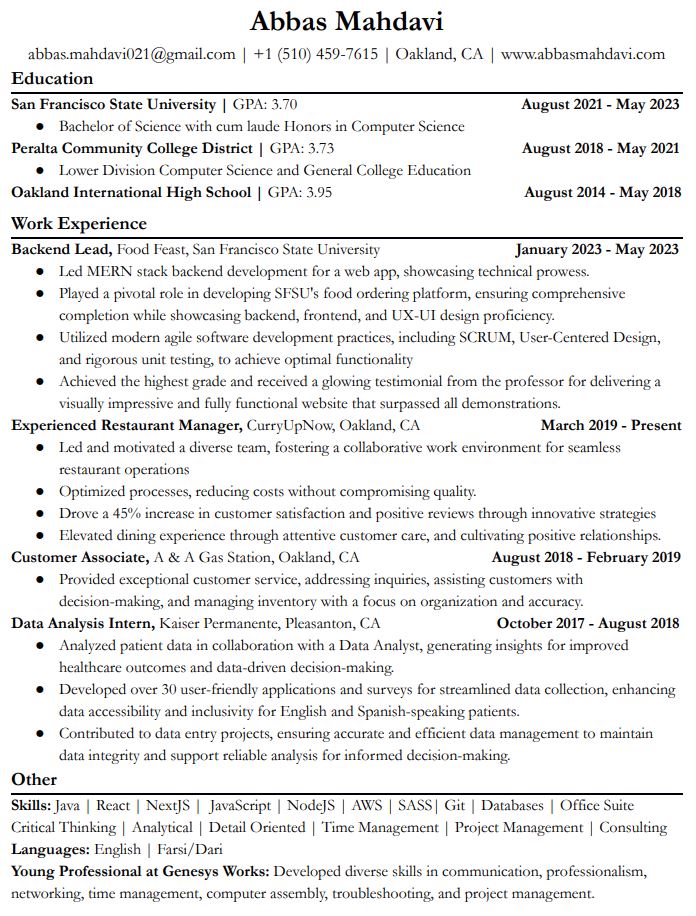 Abbas Mahdavi
abbas.mahdavi021@gmail.com | +1 (510) 459-7615 | Oakland, CA | www.abbasmahdavi.com
Education
San Francisco State University | GPA: 3.70 August 2021 - May 2023
● Bachelor of Science with cum laude Honors in Computer Science
Peralta Community College District | GPA: 3.73 August 2018 - May 2021
● Lower Division Computer Science and General College Education
Oakland International High School | GPA: 3.95 August 2014 - May 2018
Work Experience
Backend Lead, Food Feast, San Francisco State University January 2023 - May 2023
● Led MERN stack backend development for a web app, showcasing technical prowess.
● Played a pivotal role in developing SFSU's food ordering platform, ensuring comprehensive
completion while showcasing backend, frontend, and UX-UI design proficiency.
● Utilized modern agile software development practices, including SCRUM, User-Centered Design,
and rigorous unit testing, to achieve optimal functionality
● Achieved the highest grade and received a glowing testimonial from the professor for delivering a
visually impressive and fully functional website that surpassed all demonstrations.
Experienced Restaurant Manager, CurryUpNow, Oakland, CA March 2019 - Present
● Led and motivated a diverse team, fostering a collaborative work environment for seamless
restaurant operations
● Optimized processes, reducing costs without compromising quality.
● Drove a 45% increase in customer satisfaction and positive reviews through innovative strategies
● Elevated dining experience through attentive customer care, and cultivating positive relationships.
Customer Associate, A & A Gas Station, Oakland, CA August 2018 - February 2019
● Provided exceptional customer service, addressing inquiries, assisting customers with
decision-making, and managing inventory with a focus on organization and accuracy.
Data Analysis Intern, Kaiser Permanente, Pleasanton, CA October 2017 - August 2018
● Analyzed patient data in collaboration with a Data Analyst, generating insights for improved
healthcare outcomes and data-driven decision-making.
● Developed over 30 user-friendly applications and surveys for streamlined data collection, enhancing
data accessibility and inclusivity for English and Spanish-speaking patients.
● Contributed to data entry projects, ensuring accurate and efficient data management to maintain
data integrity and support reliable analysis for informed decision-making.
Other
Skills: Java | React | NextJS | JavaScript | NodeJS | AWS | SASS| Git | Databases | Office Suite
Critical Thinking | Analytical | Detail Oriented | Time Management | Project Management | Consulting
Languages: English | Farsi/Dari
Young Professional at Genesys Works: Developed diverse skills in communication, professionalism,
networking, time management, computer assembly, troubleshooting, and project management.